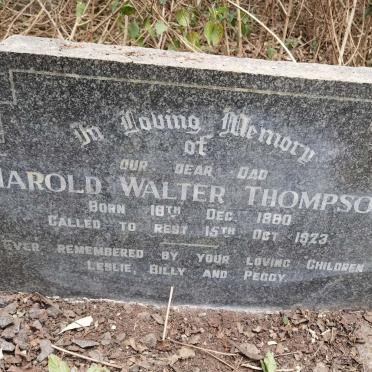 In Loving Memory
of
OUR DEAR DAD
HAROLD WALTER THOMPSO
BORN 18TH DEC. 1880
CALLED TO REST 15TH OCT 1923
EVER REMEMBERED BY YOUR LOVING CHILDREN
LESLIE, BILLY AND PEGGY